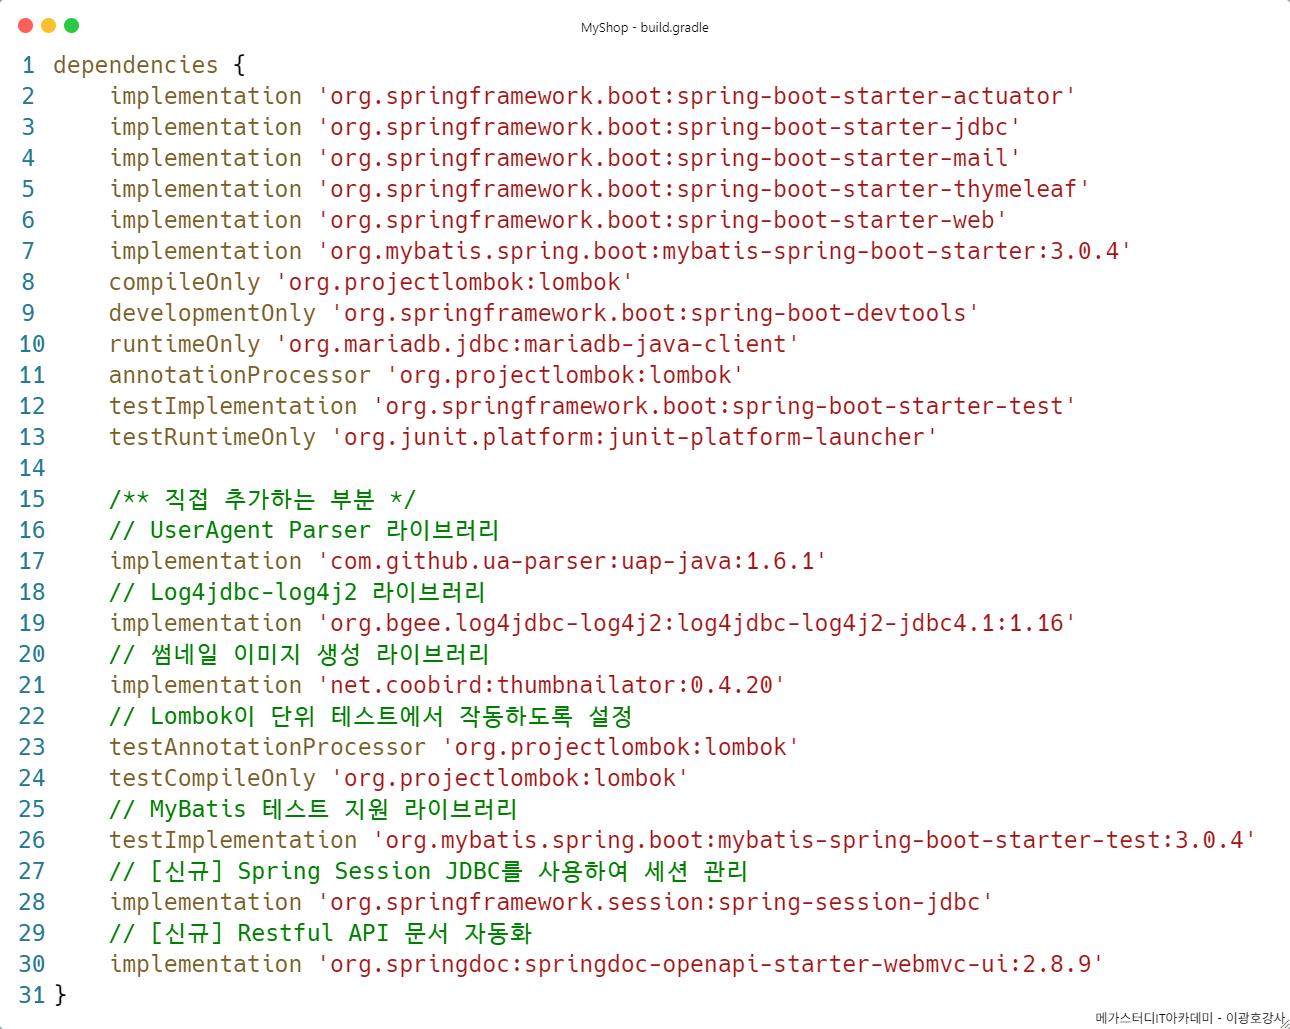 MyShop - build.gradle
1 dependencies {
2     implementation 'org.springframework.boot:spring-boot-starter-actuator'
3     implementation 'org.springframework.boot:spring-boot-starter-jdbc'
4     implementation 'org.springframework.boot:spring-boot-starter-mail'
5     implementation 'org.springframework.boot:spring-boot-starter-thymeleaf'
6     implementation 'org.springframework.boot:spring-boot-starter-web'
7     implementation 'org.mybatis.spring.boot:mybatis-spring-boot-starter:3.0.4'
8     compileOnly 'org.projectlombok:lombok'
9     developmentOnly 'org.springframework.boot:spring-boot-devtools'
10     runtimeOnly 'org.mariadb.jdbc:mariadb-java-client'
11     annotationProcessor 'org.projectlombok:lombok'
12     testImplementation 'org.springframework.boot:spring-boot-starter-test'
13     testRuntimeOnly 'org.junit.platform:junit-platform-launcher'
14
15     /** 직접 추가하는 부분 */
16     // UserAgent Parser 라이브러리
17     implementation 'com.github.ua-parser:uap-java:1.6.1'
18     // Log4jdbc-log4j2 라이브러리
19     implementation 'org.bgee.log4jdbc-log4j2:log4jdbc-log4j2-jdbc4.1:1.16'
20     // 썸네일 이미지 생성 라이브러리
21     implementation 'net.coobird:thumbnailator:0.4.20'
22     // Lombok이 단위 테스트에서 작동하도록 설정
23     testAnnotationProcessor 'org.projectlombok:lombok'
24     testCompileOnly 'org.projectlombok:lombok'
25     // MyBatis 테스트 지원 라이브러리
26     testImplementation 'org.mybatis.spring.boot:mybatis-spring-boot-starter-test:3.0.4'
27     // [신규] Spring Session JDBC를 사용하여 세션 관리
28     implementation 'org.springframework.session:spring-session-jdbc'
29     // [신규] Restful API 문서 자동화
30     implementation 'org.springdoc:springdoc-openapi-starter-webmvc-ui:2.8.9'
31 }
메가스터디IT아카데미 - 이광호강사